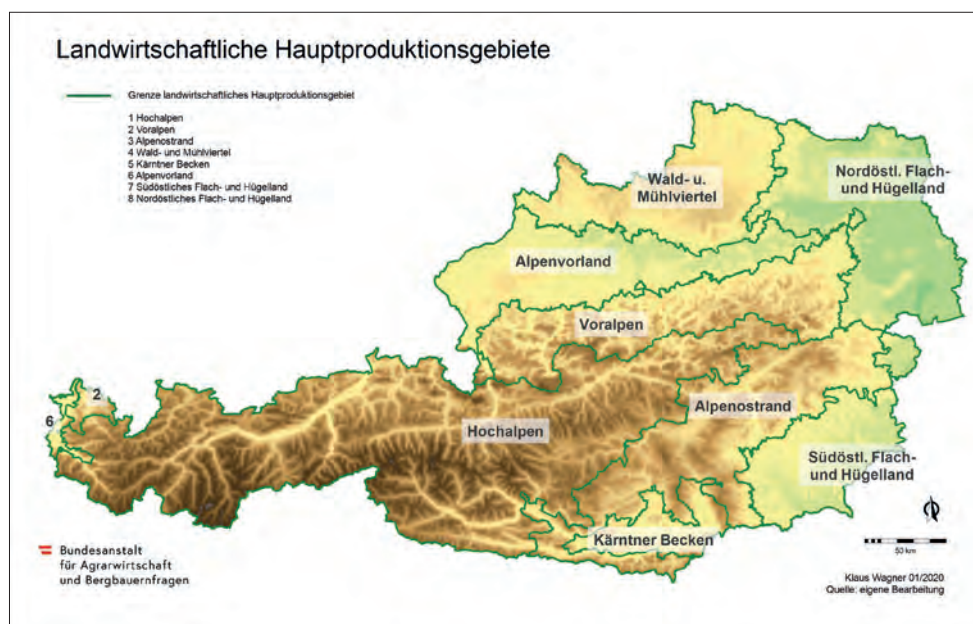 Landwirtschaftliche Hauptproduktionsgebiete
Grenze landwirtschaftliches Hauptproduktionsgebiet
1 Hochalpen
2 Voralpen
3 Alpenostrand
4 Wald- und Mühlviertel
5 Kärntner Becken
6 Alpenvorland
7 Südöstliches Flach- und Hügelland
8 Nordöstliches Flach- und Hügelland
Wald- u.
Mühlviertel
Nordöstl. Flach-
und Hügelland
Alpenvorland
Voralpen
2
Alpenostrand
6
Hochalpen
Südöstl. Flach-
und Hügelland
Kärntner Becken
50 km
Bundesanstalt
für Agrarwirtschaft
und Bergbauernfragen
Klaus Wagner 01/2020
Quelle: eigene Bearbeitung